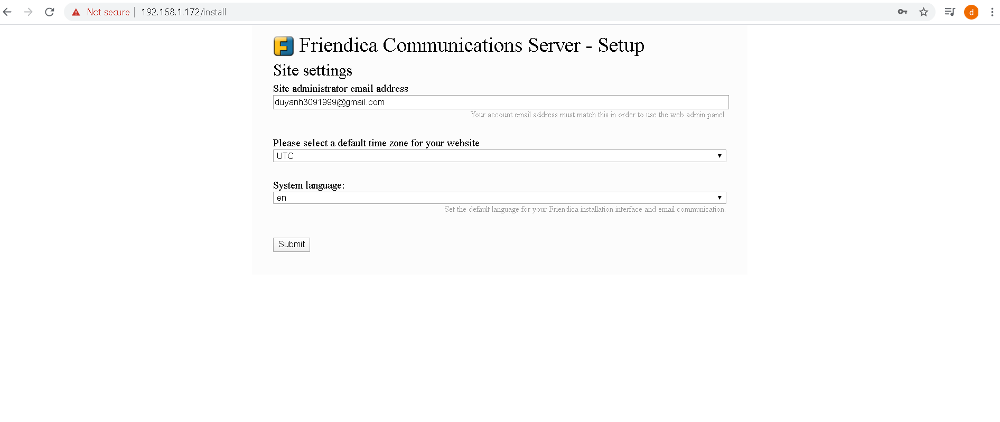 Not secure | 192.168.1.172/install
d
F Friendica Communications Server - Setup
Site settings
Site administrator email address
duyanh3091999@gmail.com
Your account email address must match this in order to use the web admin panel.
Please select a default time zone for your website
UTC
System language:
en
Set the default language for your Friendica installation interface and email communication.
Submit